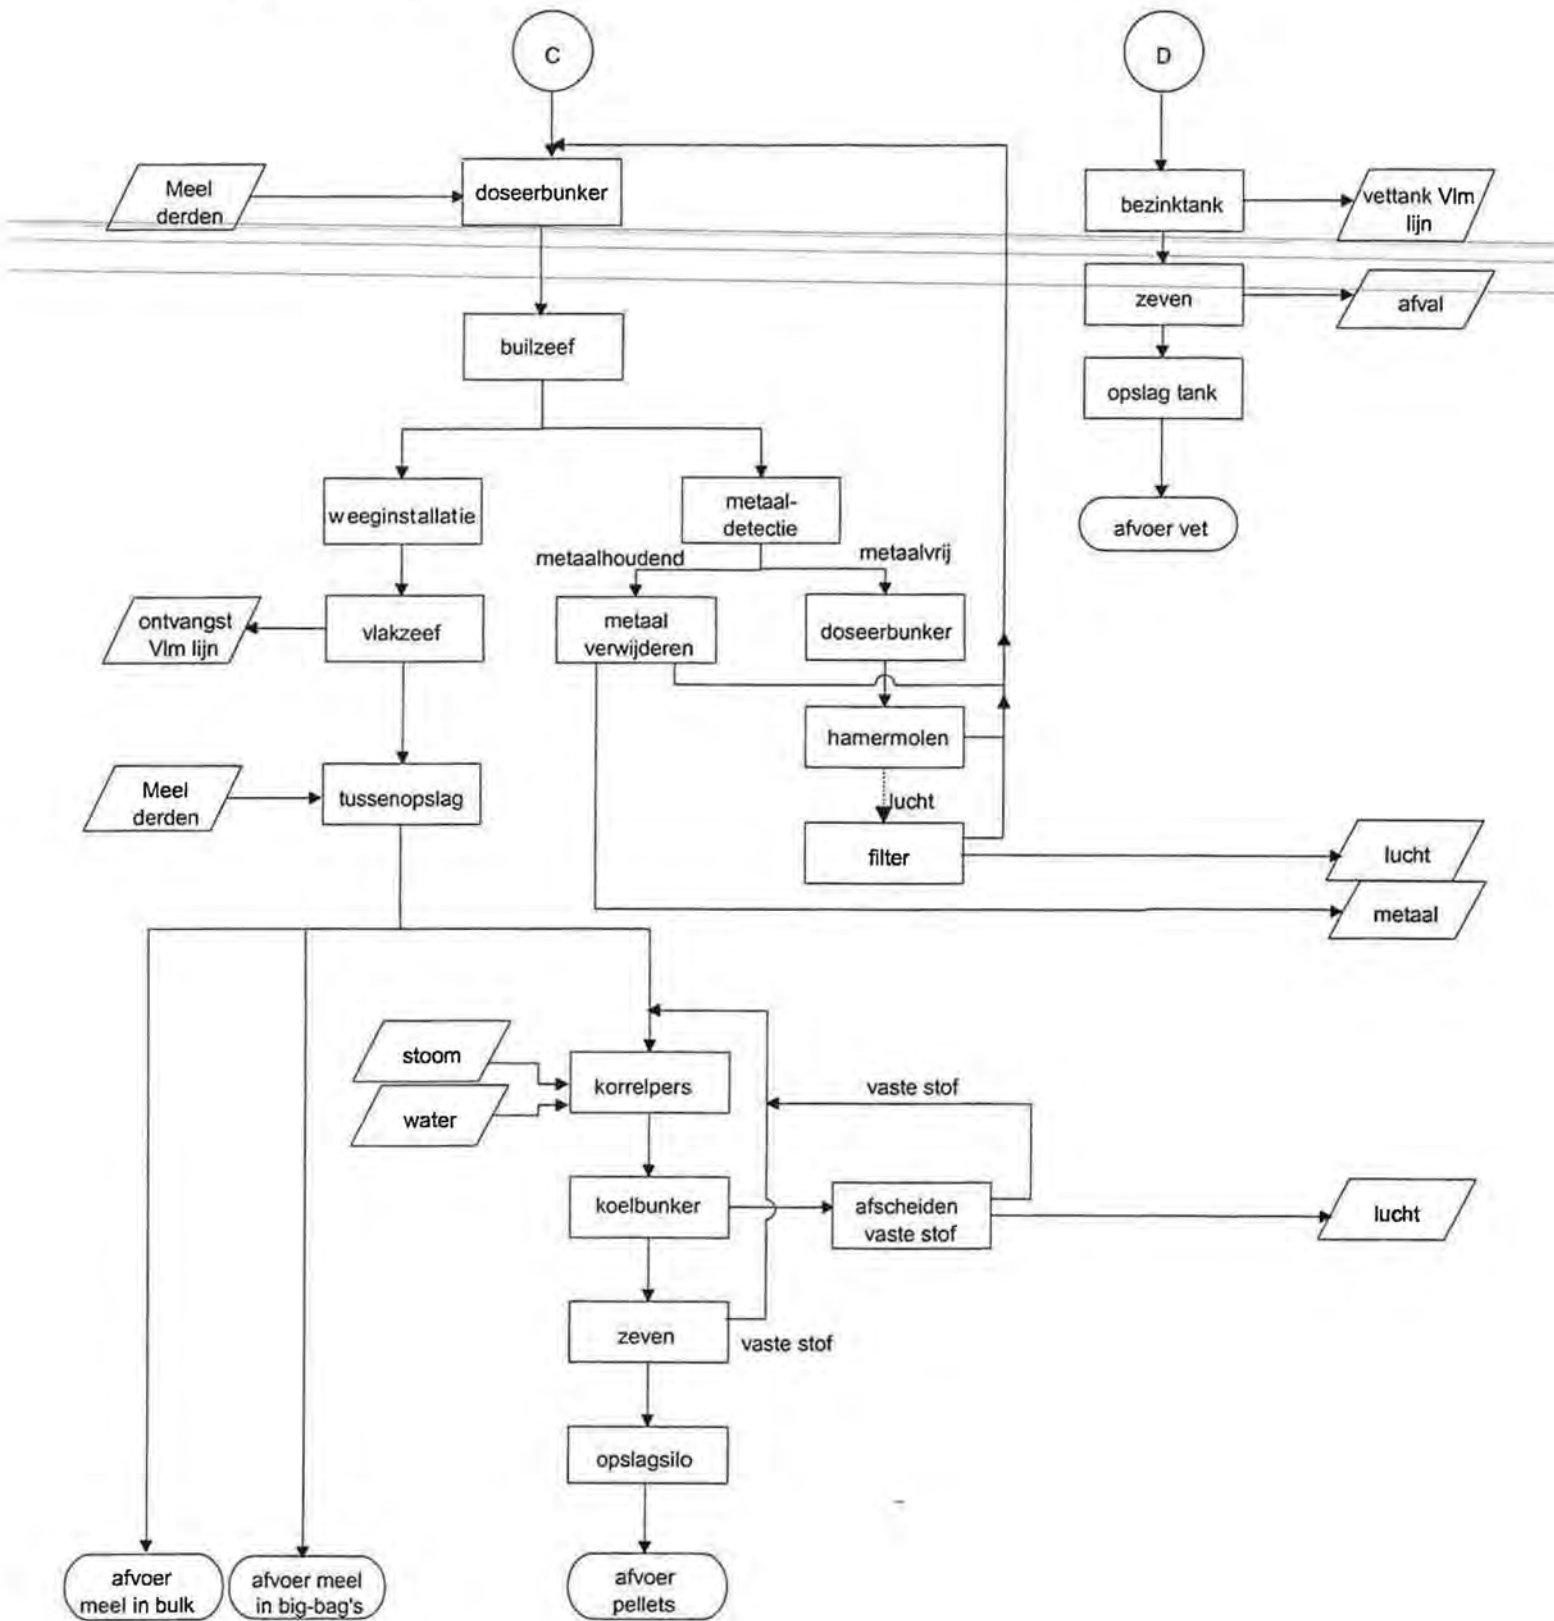 C
D
Meel
derden
doseerbunker
bezinktank
vettank Vlm
lijn
zeven
afval
builzeef
opslag tank
weeginstallatie
metaal-
detectie
afvoer vet
metaalhoudend
metaalvrij
ontvangst
Vlm lijn
vlakzeef
metaal
verwijderen
doseerbunker
hamermolen
Meel
derden
tussenopslag
lucht
filter
lucht
metaal
stoom
korrelpers
water
vaste stof
koelbunker
afscheiden
vaste stof
lucht
zeven
vaste stof
opslagsilo
afvoer
meel in bulk
afvoer meel
in big-bag's
afvoer
pellets